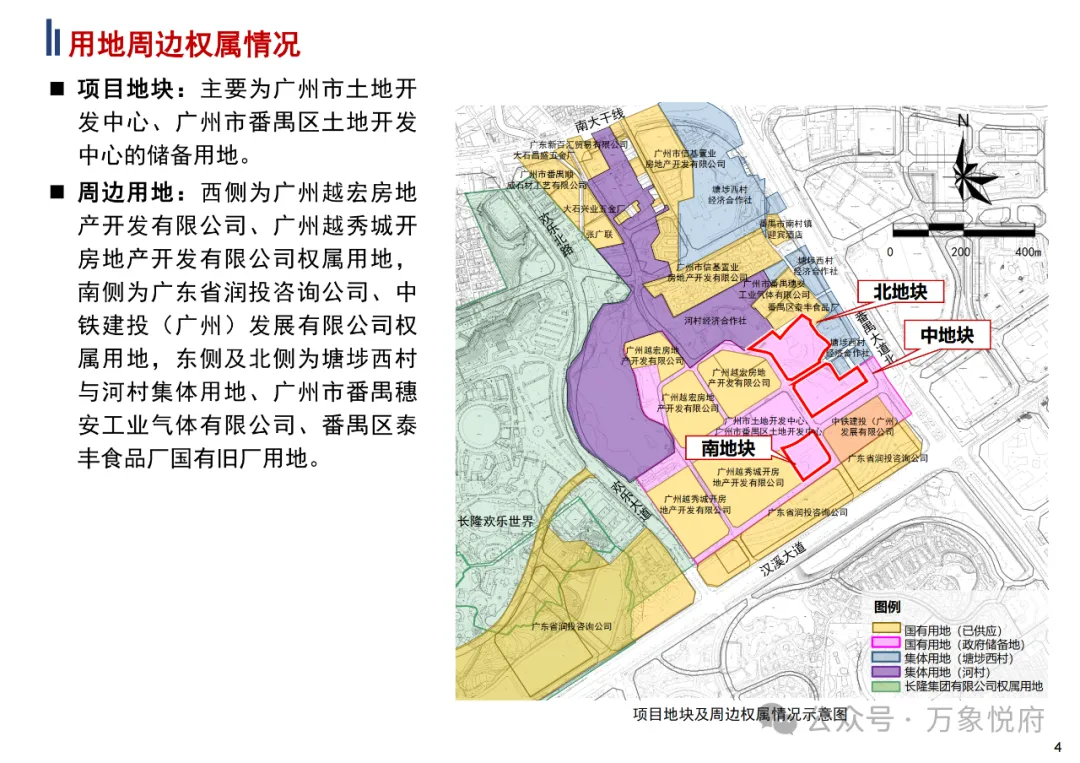 用地周边权属情况
■ 项目地块：主要为广州市土地开
发中心、广州市番禺区土地开发
中心的储备用地。
■ 周边用地：西侧为广州越宏房地
产开发有限公司、广州越秀城开
房地产开发有限公司权属用地，
南侧为广东省润投咨询公司、中
铁建投（广州）发展有限公司权
属用地，东侧及北侧为塘埗西村
与河村集体用地、广州市番禺穗
安工业气体有限公司、番禺区泰
丰食品厂国有旧厂用地。
南大干线
N
广东新百汇贸易有限公司
大石昌盛五金厂
广州市信基置业
房地产开发有限公司
广州市番禺顺
威石材工艺有限公司
塘埗西村
经济合作社
大石兴业五金厂
欢乐北路
张广联
番禺市南村镇
迎宾酒店
0 200 400m
塘埗西村
经济合作社
广州市信基置业
房地产开发有限公司
广州市番禺穗安
工业气体有限公司
番禺区泰丰食品厂
北地块
河村经济合作社
番禺大道北
中地块
塘埗西村
经济合作社
广州越宏房地
产开发有限公司
广州越宏房地
产开发有限公司
广州越宏房地
产开发有限公司
广州市土地开发中心、
广州市番禺区土地开发中心
中铁建投（广州）
发展有限公司
南地块
广东省润投咨询公司
广州越秀城开房
地产开发有限公司
广州越秀城开房
地产开发有限公司
欢乐大道
广东省润投咨询公司
长隆欢乐世界
汉溪大道
广东省润投咨询公司
图例
国有用地（已供应）
国有用地（政府储备地）
集体用地（塘埗西村）
集体用地（河村）
长隆集团有限公司权属用地
项目地块及周边权属情况示意图
公众号·万象悦府
4